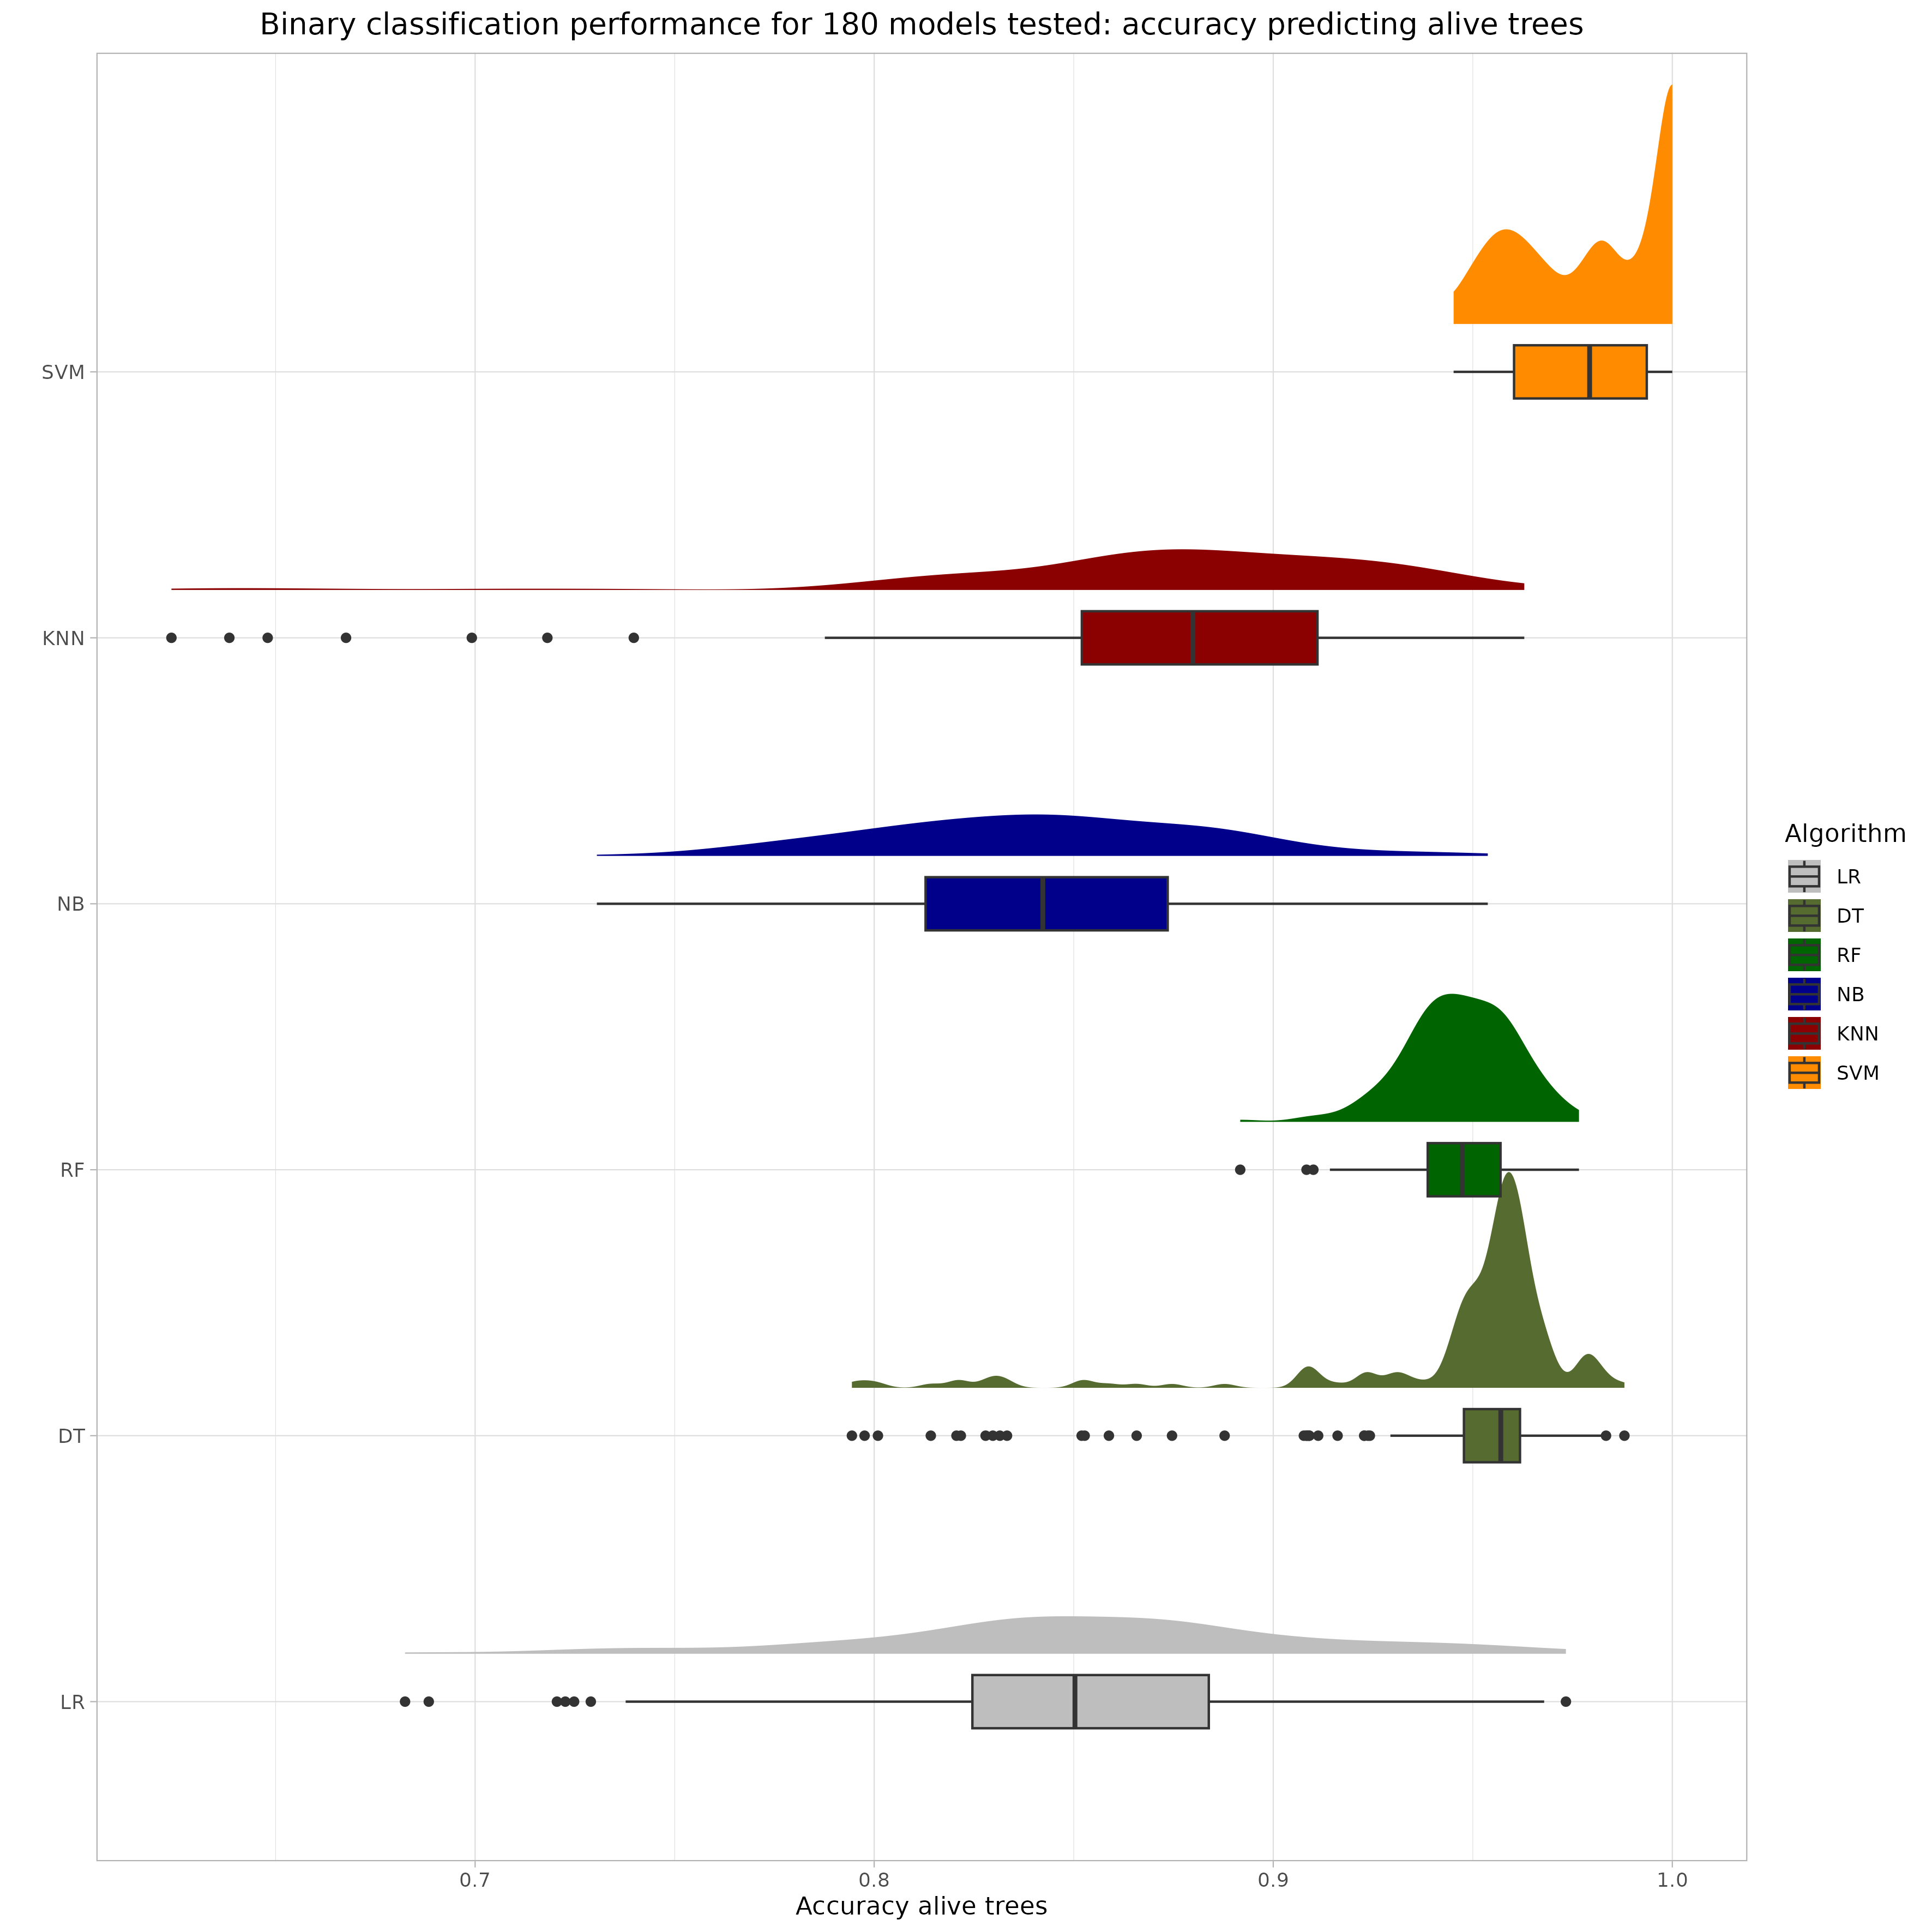 Binary classification performance for 180 models tested: accuracy predicting alive trees
SVM
KNN
NB
RF
DT
LR
0.7
0.8
0.9
1.0
Accuracy alive trees
Algorithm
LR
DT
RF
NB
KNN
SVM